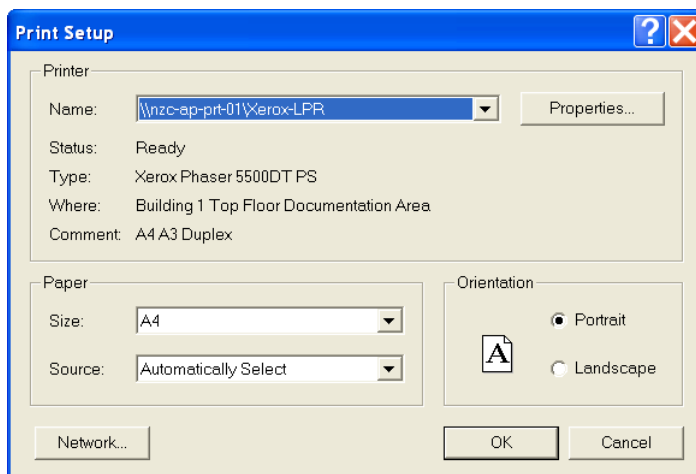 Print Setup
Printer
Name: \\nzc-ap-prt-01\Xerox-LPR Properties...
Status: Ready
Type: Xerox Phaser 5500DT PS
Where: Building 1 Top Floor Documentation Area
Comment: A4 A3 Duplex
Paper
Size: A4
Source: Automatically Select
Orientation
A
Portrait
Landscape
Network... OK Cancel